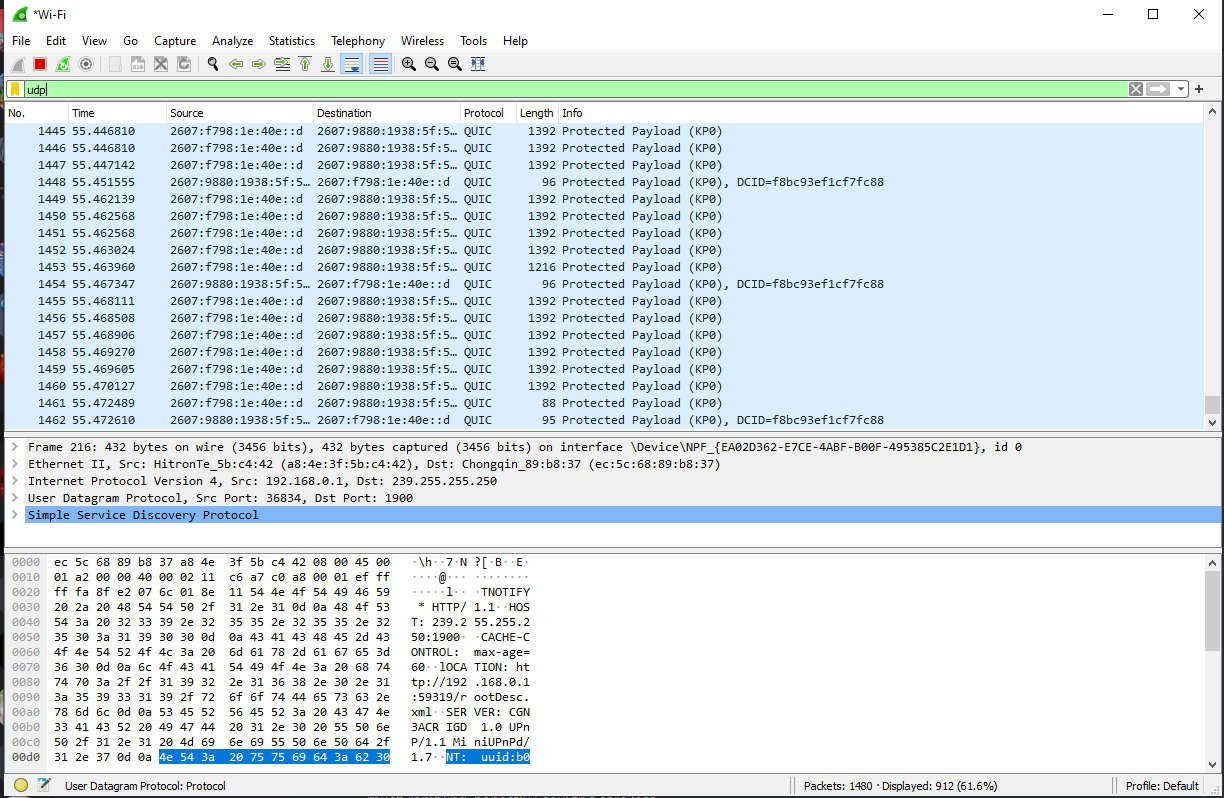 *Wi-Fi
File Edit View Go Capture Analyze Statistics Telephony Wireless Tools Help
udp
No. Time Source Destination Protocol Length Info
1445 55.446810 2607:f798:1e:40e::d 2607:9880:1938:5f:5… QUIC 1392 Protected Payload (KP0)
1446 55.446810 2607:f798:1e:40e::d 2607:9880:1938:5f:5… QUIC 1392 Protected Payload (KP0)
1447 55.447142 2607:f798:1e:40e::d 2607:9880:1938:5f:5… QUIC 1392 Protected Payload (KP0)
1448 55.451555 2607:9880:1938:5f:5… 2607:f798:1e:40e::d QUIC 96 Protected Payload (KP0), DCID=f8bc93ef1cf7fc88
1449 55.462139 2607:f798:1e:40e::d 2607:9880:1938:5f:5… QUIC 1392 Protected Payload (KP0)
1450 55.462568 2607:f798:1e:40e::d 2607:9880:1938:5f:5… QUIC 1392 Protected Payload (KP0)
1451 55.462568 2607:f798:1e:40e::d 2607:9880:1938:5f:5… QUIC 1392 Protected Payload (KP0)
1452 55.463024 2607:f798:1e:40e::d 2607:9880:1938:5f:5… QUIC 1392 Protected Payload (KP0)
1453 55.463960 2607:f798:1e:40e::d 2607:9880:1938:5f:5… QUIC 1216 Protected Payload (KP0)
1454 55.467347 2607:9880:1938:5f:5… 2607:f798:1e:40e::d QUIC 96 Protected Payload (KP0), DCID=f8bc93ef1cf7fc88
1455 55.468111 2607:f798:1e:40e::d 2607:9880:1938:5f:5… QUIC 1392 Protected Payload (KP0)
1456 55.468508 2607:f798:1e:40e::d 2607:9880:1938:5f:5… QUIC 1392 Protected Payload (KP0)
1457 55.468906 2607:f798:1e:40e::d 2607:9880:1938:5f:5… QUIC 1392 Protected Payload (KP0)
1458 55.469270 2607:f798:1e:40e::d 2607:9880:1938:5f:5… QUIC 1392 Protected Payload (KP0)
1459 55.469605 2607:f798:1e:40e::d 2607:9880:1938:5f:5… QUIC 1392 Protected Payload (KP0)
1460 55.470127 2607:f798:1e:40e::d 2607:9880:1938:5f:5… QUIC 1392 Protected Payload (KP0)
1461 55.472489 2607:f798:1e:40e::d 2607:9880:1938:5f:5… QUIC 88 Protected Payload (KP0)
1462 55.472610 2607:9880:1938:5f:5… 2607:f798:1e:40e::d QUIC 95 Protected Payload (KP0), DCID=f8bc93ef1cf7fc88
Frame 216: 432 bytes on wire (3456 bits), 432 bytes captured (3456 bits) on interface \Device\NPF_{EA02D362-E7CE-4ABF-B00F-495385C2E1D1}, id 0
Ethernet II, Src: HitronTe_5b:c4:42 (a8:4e:3f:5b:c4:42), Dst: Chongqin_89:b8:37 (ec:5c:68:89:b8:37)
Internet Protocol Version 4, Src: 192.168.0.1, Dst: 239.255.255.250
User Datagram Protocol, Src Port: 36834, Dst Port: 1900
Simple Service Discovery Protocol
0000 ec 5c 68 89 b8 37 a8 4e 3f 5b c4 42 08 00 45 00 ·\h··7·N ?[·B··E·
0010 01 a2 00 00 40 00 02 11 c6 a7 c0 a8 00 01 ef ff ····@··· ········
0020 ff fa 8f e2 07 6c 01 8e 11 54 4e 4f 54 49 46 59 ·····l·· ·TNOTIFY
0030 20 2a 20 48 54 54 50 2f 31 2e 31 0d 0a 48 4f 53 * HTTP/ 1.1··HOS
0040 54 3a 20 32 33 39 2e 32 35 35 2e 32 35 35 2e 32 T: 239.2 55.255.2
0050 35 30 3a 31 39 30 30 0d 0a 43 41 43 48 45 2d 43 50:1900· ·CACHE-C
0060 4f 4e 54 52 4f 4c 3a 20 6d 61 78 2d 61 67 65 3d ONTROL: max-age=
0070 36 30 0d 0a 6c 4f 43 41 54 49 4f 4e 3a 20 68 74 60··lOCA TION: ht
0080 74 70 3a 2f 2f 31 39 32 2e 31 36 38 2e 30 2e 31 tp://192 .168.0.1
0090 3a 35 39 33 31 39 2f 72 6f 6f 74 44 65 73 63 2e :59319/r ootDesc.
00a0 78 6d 6c 0d 0a 53 45 52 56 45 52 3a 20 43 47 4e xml··SER VER: CGN
00b0 33 41 43 52 20 49 47 44 20 31 2e 30 20 55 50 6e 3ACR IGD 1.0 UPn
00c0 50 2f 31 2e 31 20 4d 69 6e 69 55 50 6e 50 64 2f P/1.1 Mi niUPnPd/
00d0 31 2e 37 0d 0a 4e 54 3a 20 75 75 69 64 3a 62 30 1.7··NT: uuid:b0
User Datagram Protocol: Protocol Packets: 1480 · Displayed: 912 (61.6%) Profile: Default